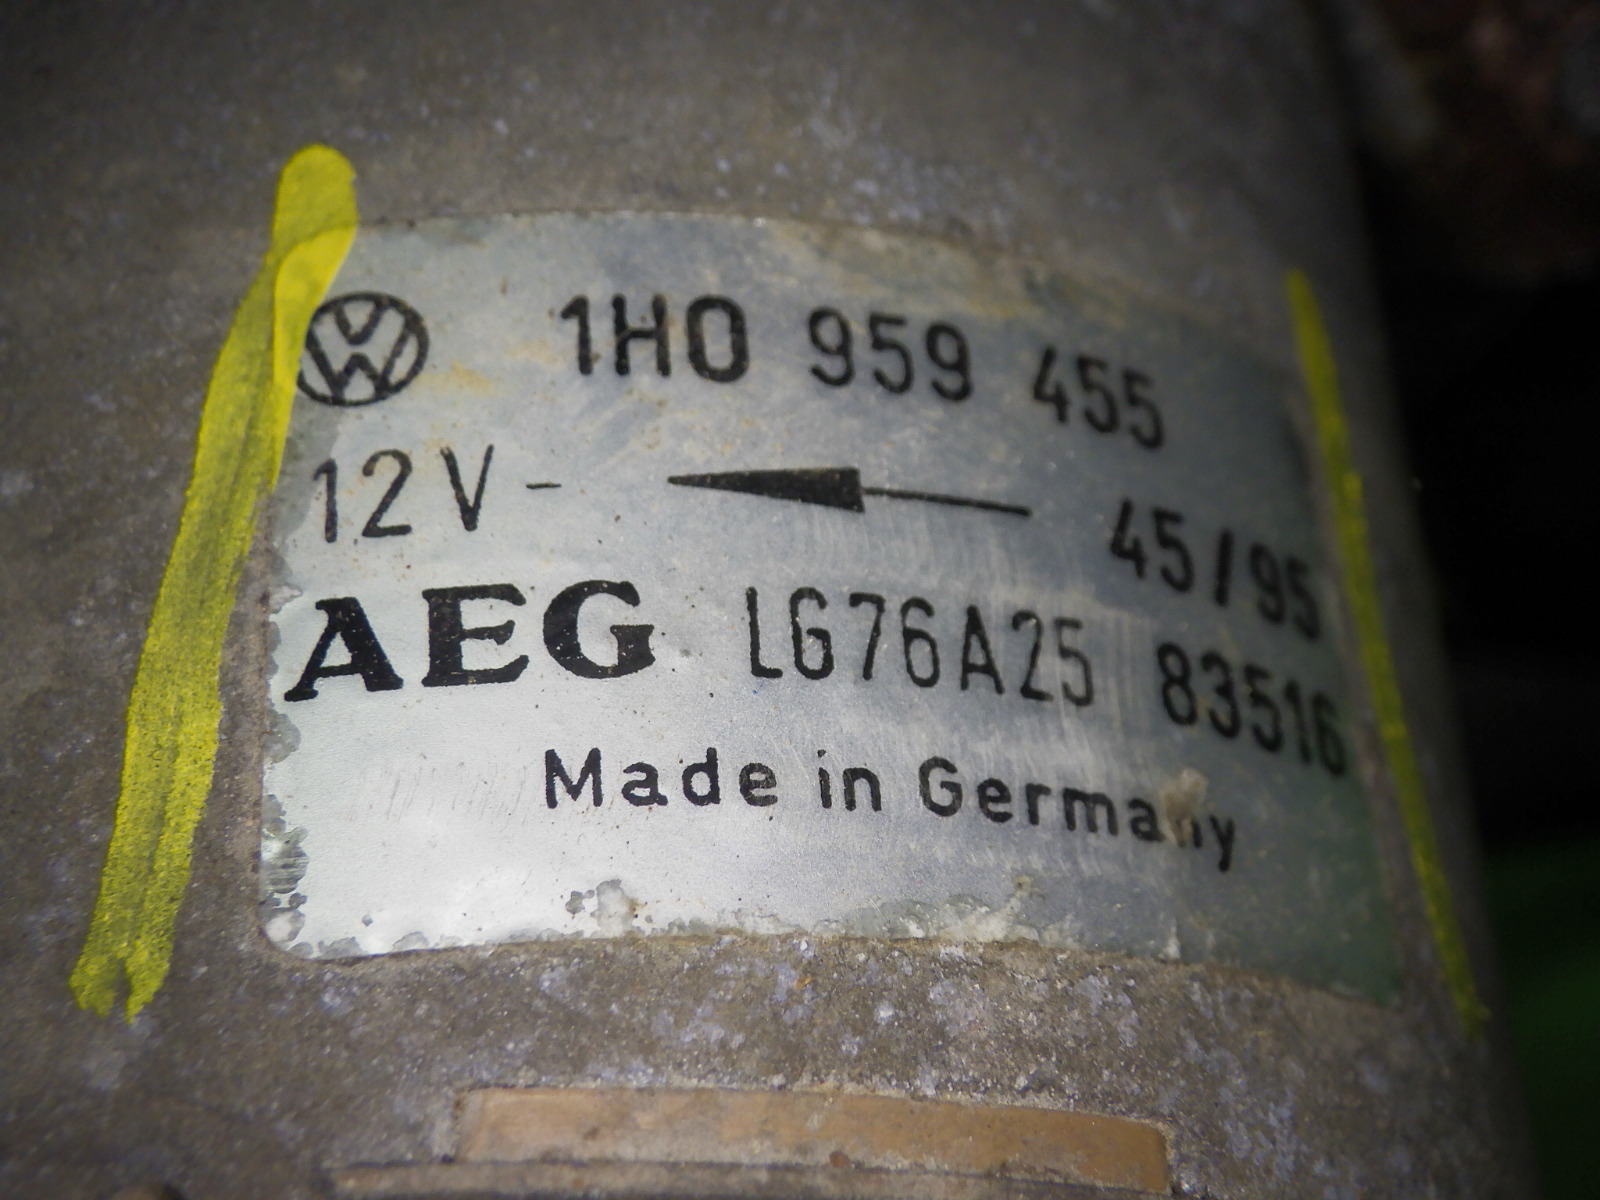 1H0 959 455
12V-
45/95
AEG LG76A25 83516
Made in Germany